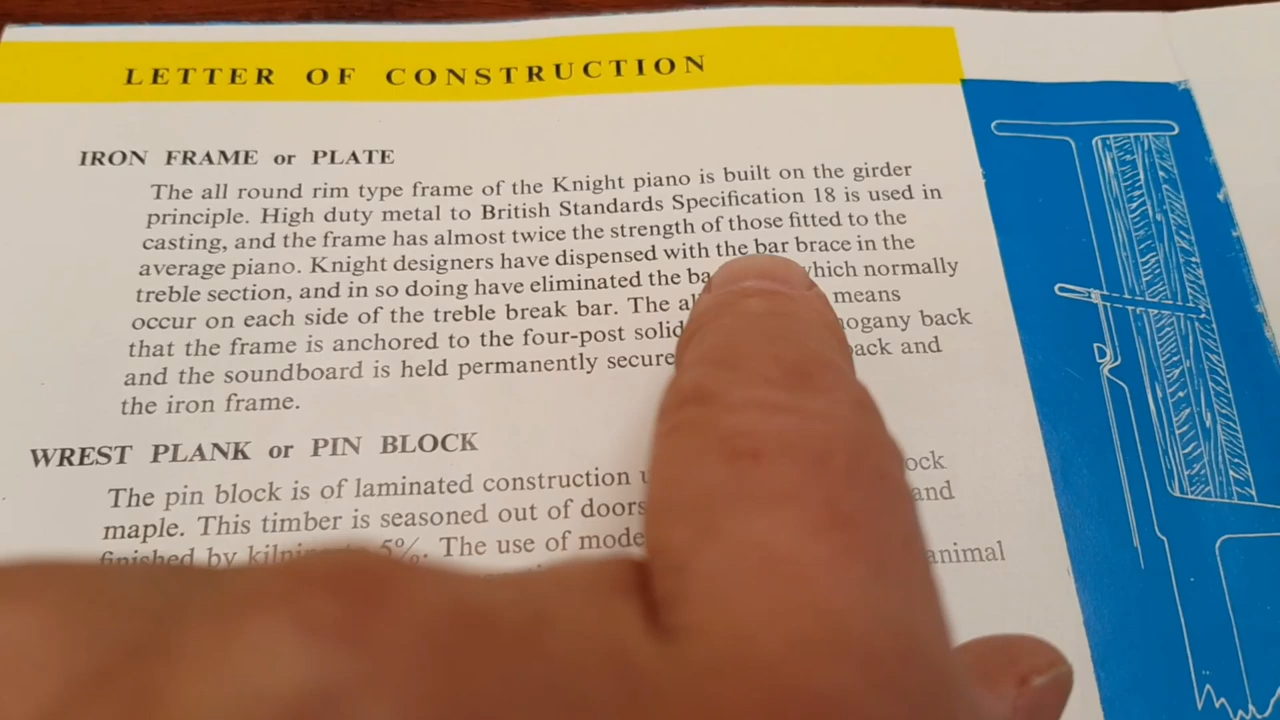 LETTER OF CONSTRUCTION
IRON FRAME or PLATE
The all round rim type frame of the Knight piano is built on the girder
principle. High duty metal to British Standards Specification 18 is used in
casting, and the frame has almost twice the strength of those fitted to the
average piano. Knight designers have dispensed with the bar brace in the
treble section, and in so doing have eliminated the which normally
occur on each side of the treble break bar. The means
that the frame is anchored to the four-post solid back
and the soundboard is held permanently secure and
the iron frame.
WREST PLANK or PIN BLOCK
The pin block is of laminated construction
maple. This timber is seasoned out of doors and
finished by 5%. The use of animal